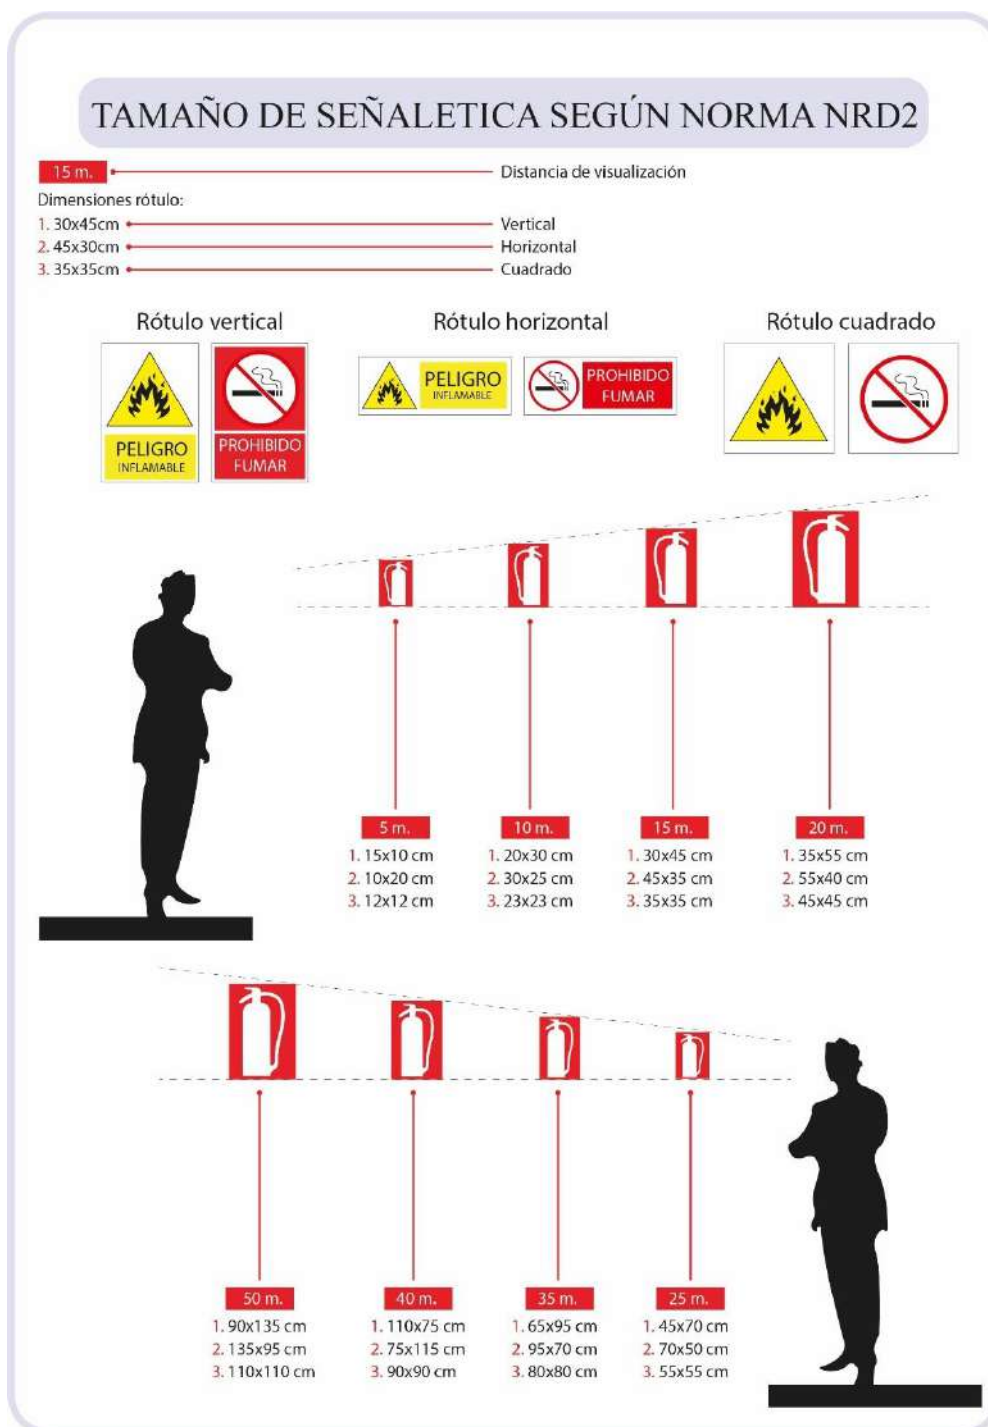 TAMAÑO DE SEÑALETICA SEGÚN NORMA NRD2
15 m. Distancia de visualización
Dimensiones rótulo:
1. 30x45cm Vertical
2. 45x30cm Horizontal
3. 35x35cm Cuadrado
Rótulo vertical Rótulo horizontal Rótulo cuadrado
PELIGRO
INFLAMABLE
PROHIBIDO
FUMAR
PELIGRO
INFLAMABLE
PROHIBIDO
FUMAR
5 m. 10 m. 15 m. 20 m.
1. 15x10 cm 1. 20x30 cm 1. 30x45 cm 1. 35x55 cm
2. 10x20 cm 2. 30x25 cm 2. 45x35 cm 2. 55x40 cm
3. 12x12 cm 3. 23x23 cm 3. 35x35 cm 3. 45x45 cm
50 m. 40 m. 35 m. 25 m.
1. 90x135 cm 1. 110x75 cm 1. 65x95 cm 1. 45x70 cm
2. 135x95 cm 2. 75x115 cm 2. 95x70 cm 2. 70x50 cm
3. 110x110 cm 3. 90x90 cm 3. 80x80 cm 3. 55x55 cm